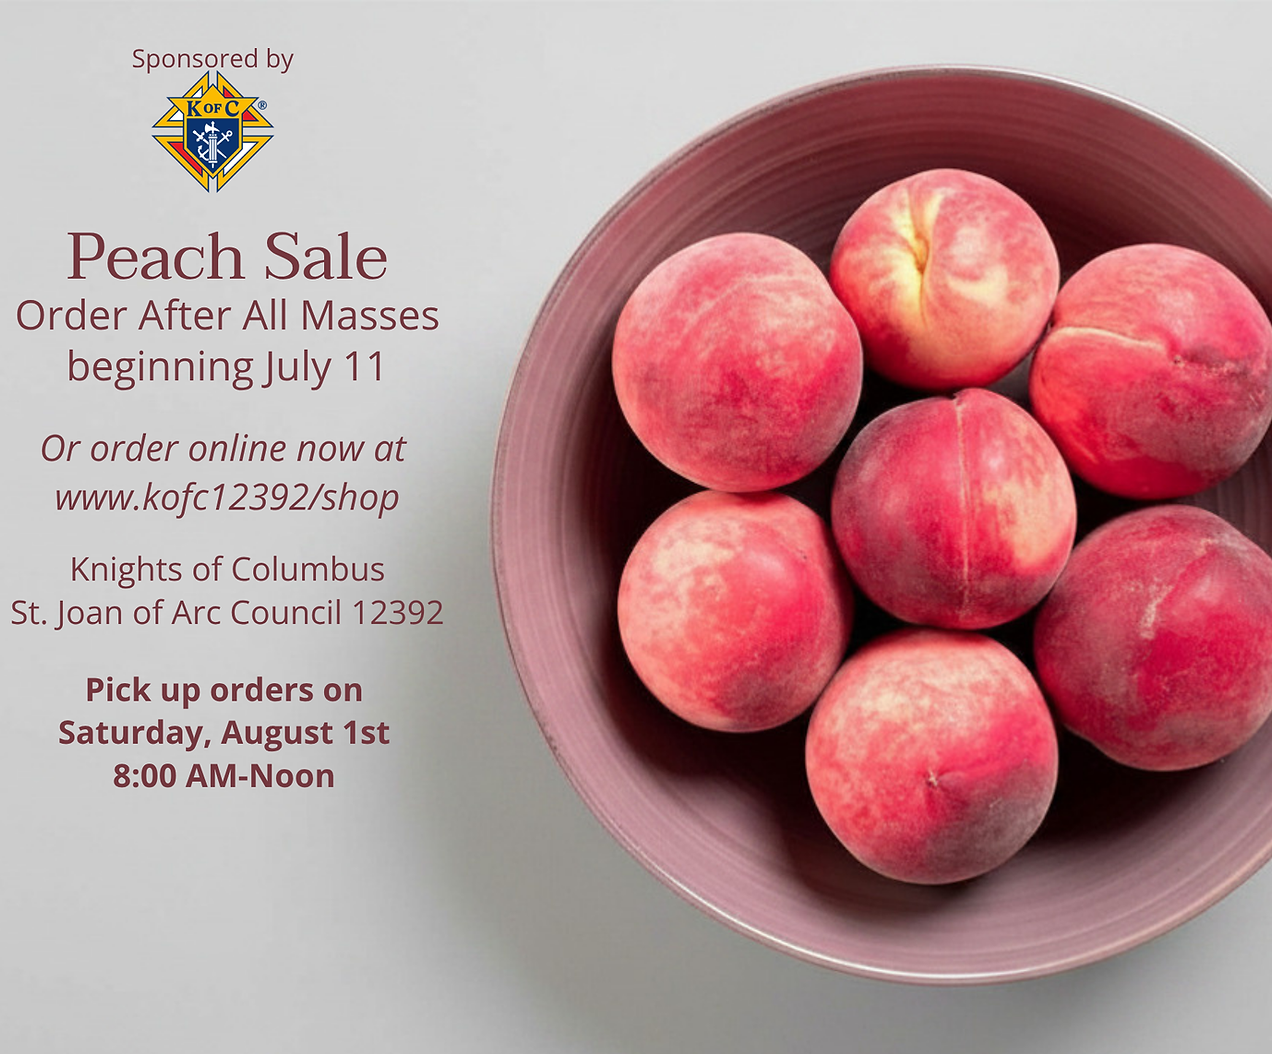 Sponsored by
K OF C ®
Peach Sale
Order After All Masses
beginning July 11
Or order online now at
www.kofc12392/shop
Knights of Columbus
St. Joan of Arc Council 12392
Pick up orders on
Saturday, August 1st
8:00 AM-Noon